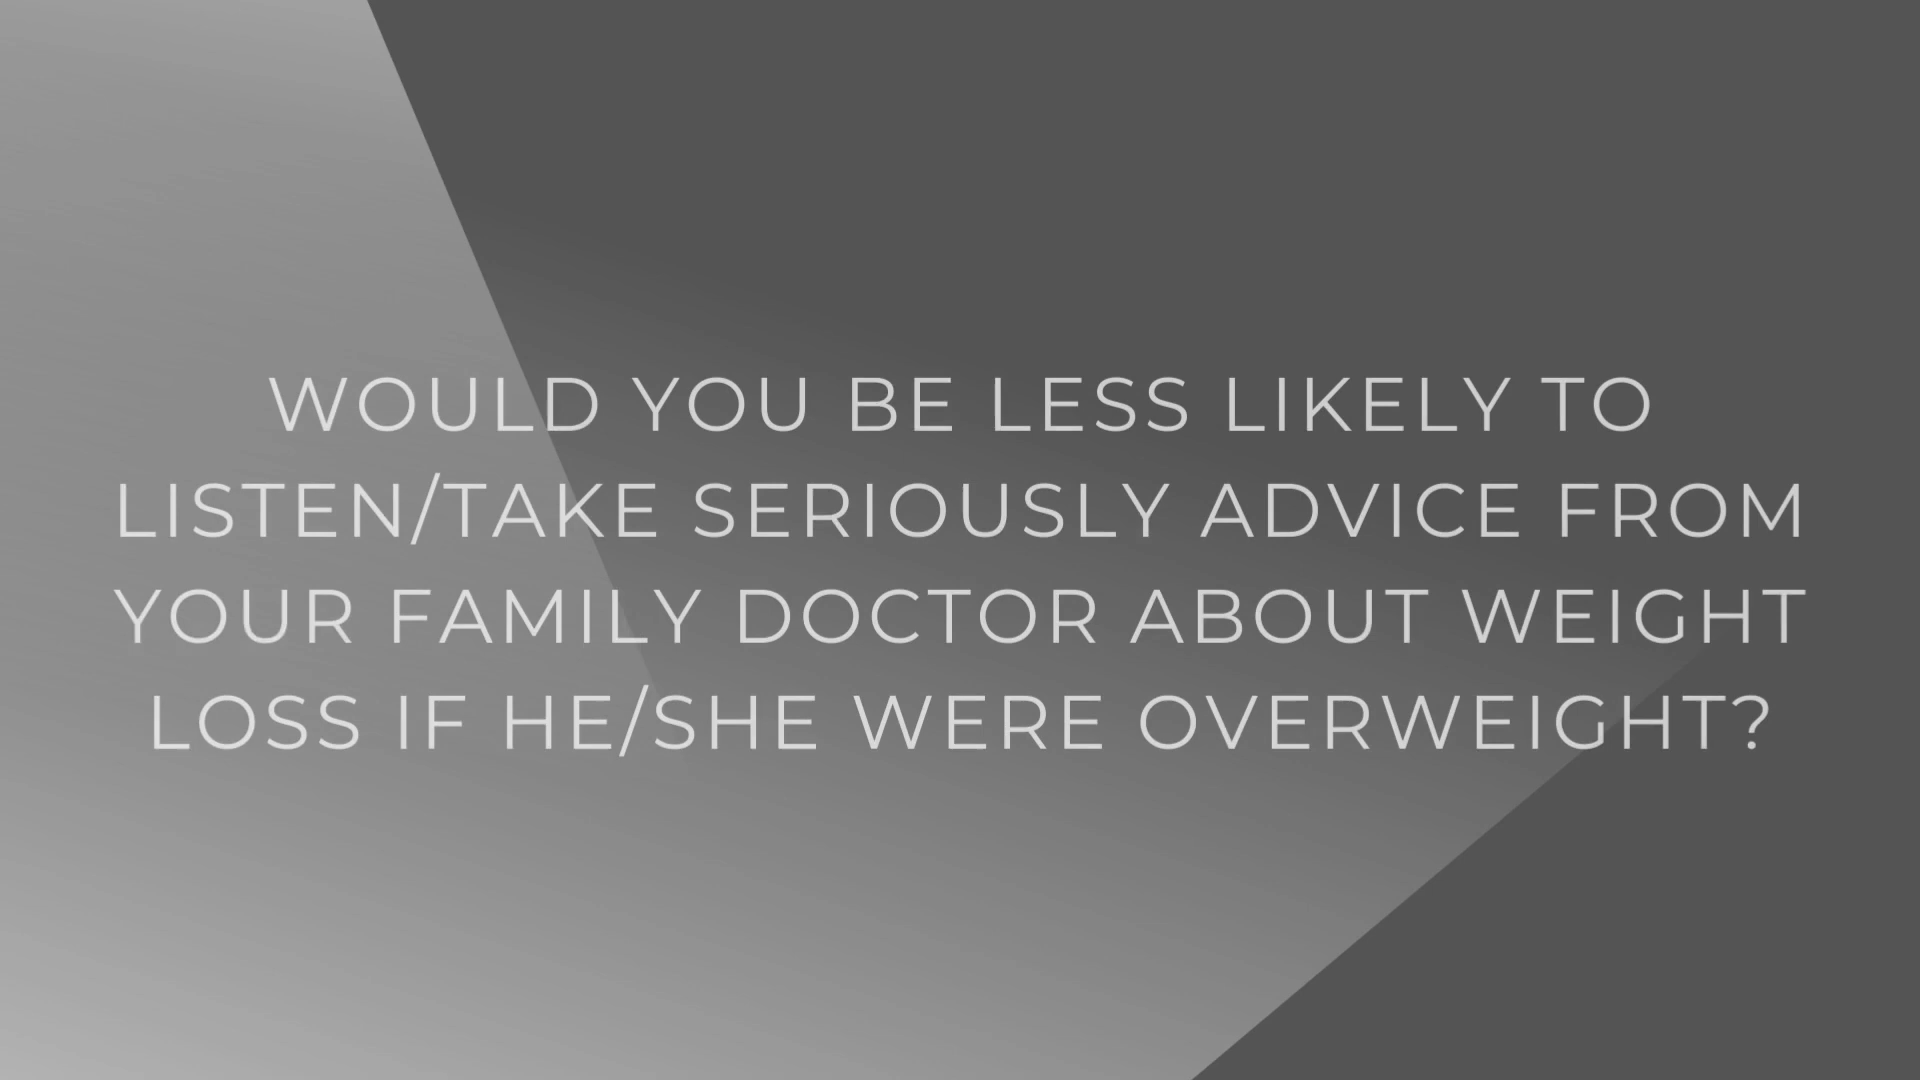 WOULD YOU BE LESS LIKELY TO
LISTEN/TAKE SERIOUSLY ADVICE FROM
YOUR FAMILY DOCTOR ABOUT WEIGHT
LOSS IF HE/SHE WERE OVERWEIGHT?